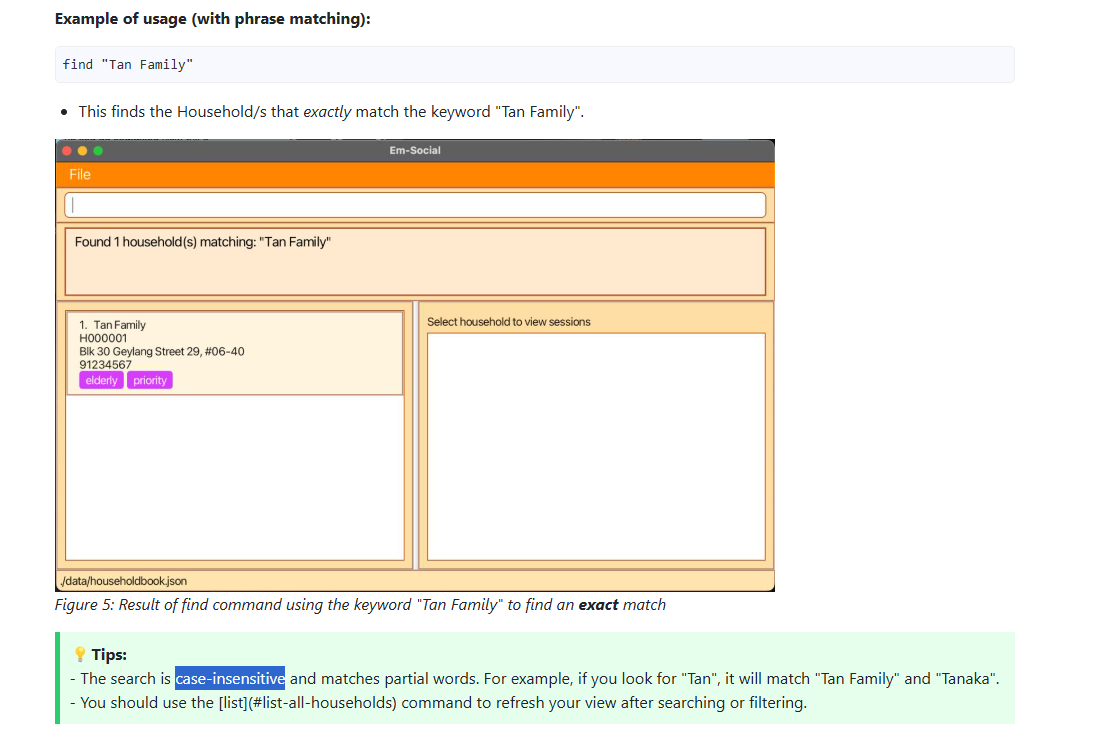 Example of usage (with phrase matching):
find "Tan Family"
• This finds the Household/s that exactly match the keyword "Tan Family".
Em-Social
File
Found 1 household(s) matching: "Tan Family"
1. Tan Family
H000001
Blk 30 Geylang Street 29, #06-40
91234567
elderly priority
Select household to view sessions
./data/householdbook.json
Figure 5: Result of find command using the keyword "Tan Family" to find an exact match
💡 Tips:
- The search is case-insensitive and matches partial words. For example, if you look for "Tan", it will match "Tan Family" and "Tanaka".
- You should use the [list](#list-all-households) command to refresh your view after searching or filtering.